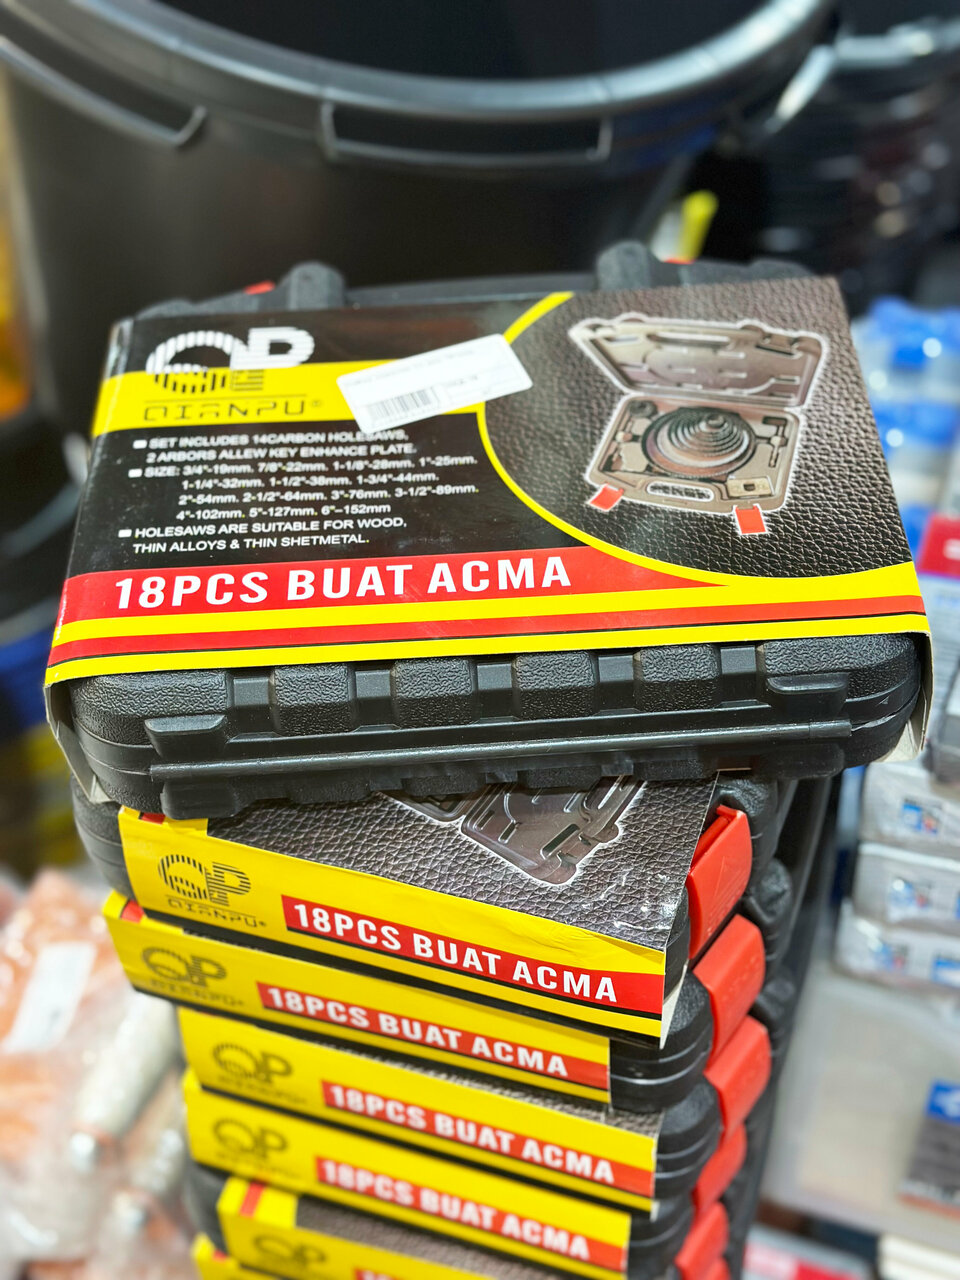 QP
QIANPU®
SET INCLUDES 14CARBON HOLESAWS,
2 ARBORS ALLEW KEY ENHANCE PLATE.
SIZE: 3/4"-19mm. 7/8"-22mm. 1-1/8"-28mm. 1"-25mm.
1-1/4"-32mm. 1-1/2"-38mm. 1-3/4"-44mm.
2"-54mm. 2-1/2"-64mm. 3"-76mm. 3-1/2"-89mm.
4"-102mm. 5"-127mm. 6"-152mm
HOLESAWS ARE SUITABLE FOR WOOD,
THIN ALLOYS & THIN SHETMETAL.
18PCS BUAT ACMA
QP
QIANPU®
18PCS BUAT ACMA
QP
QIANPU®
18PCS BUAT ACMA
QP
QIANPU
18PCS BUAT ACMA
QP
18PCS BUAT ACMA
QP